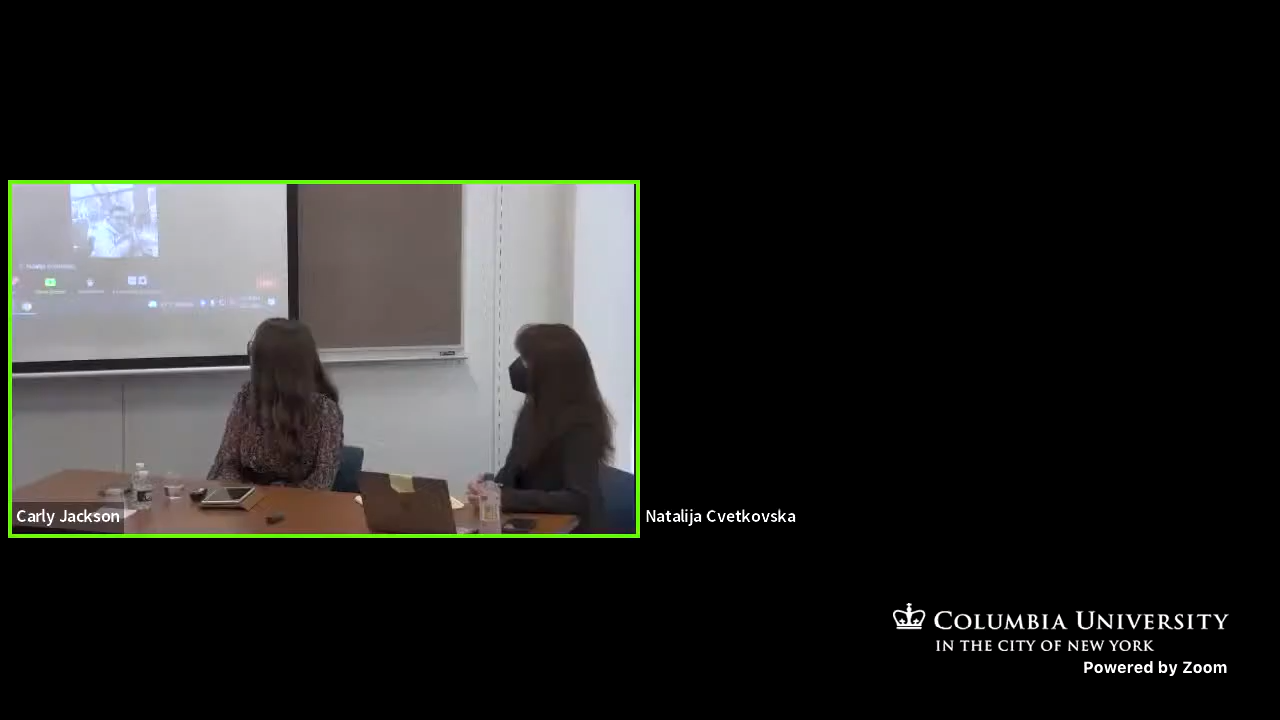 Carly Jackson
Natalija Cvetkovska
COLUMBIA UNIVERSITY
IN THE CITY OF NEW YORK
Powered by Zoom